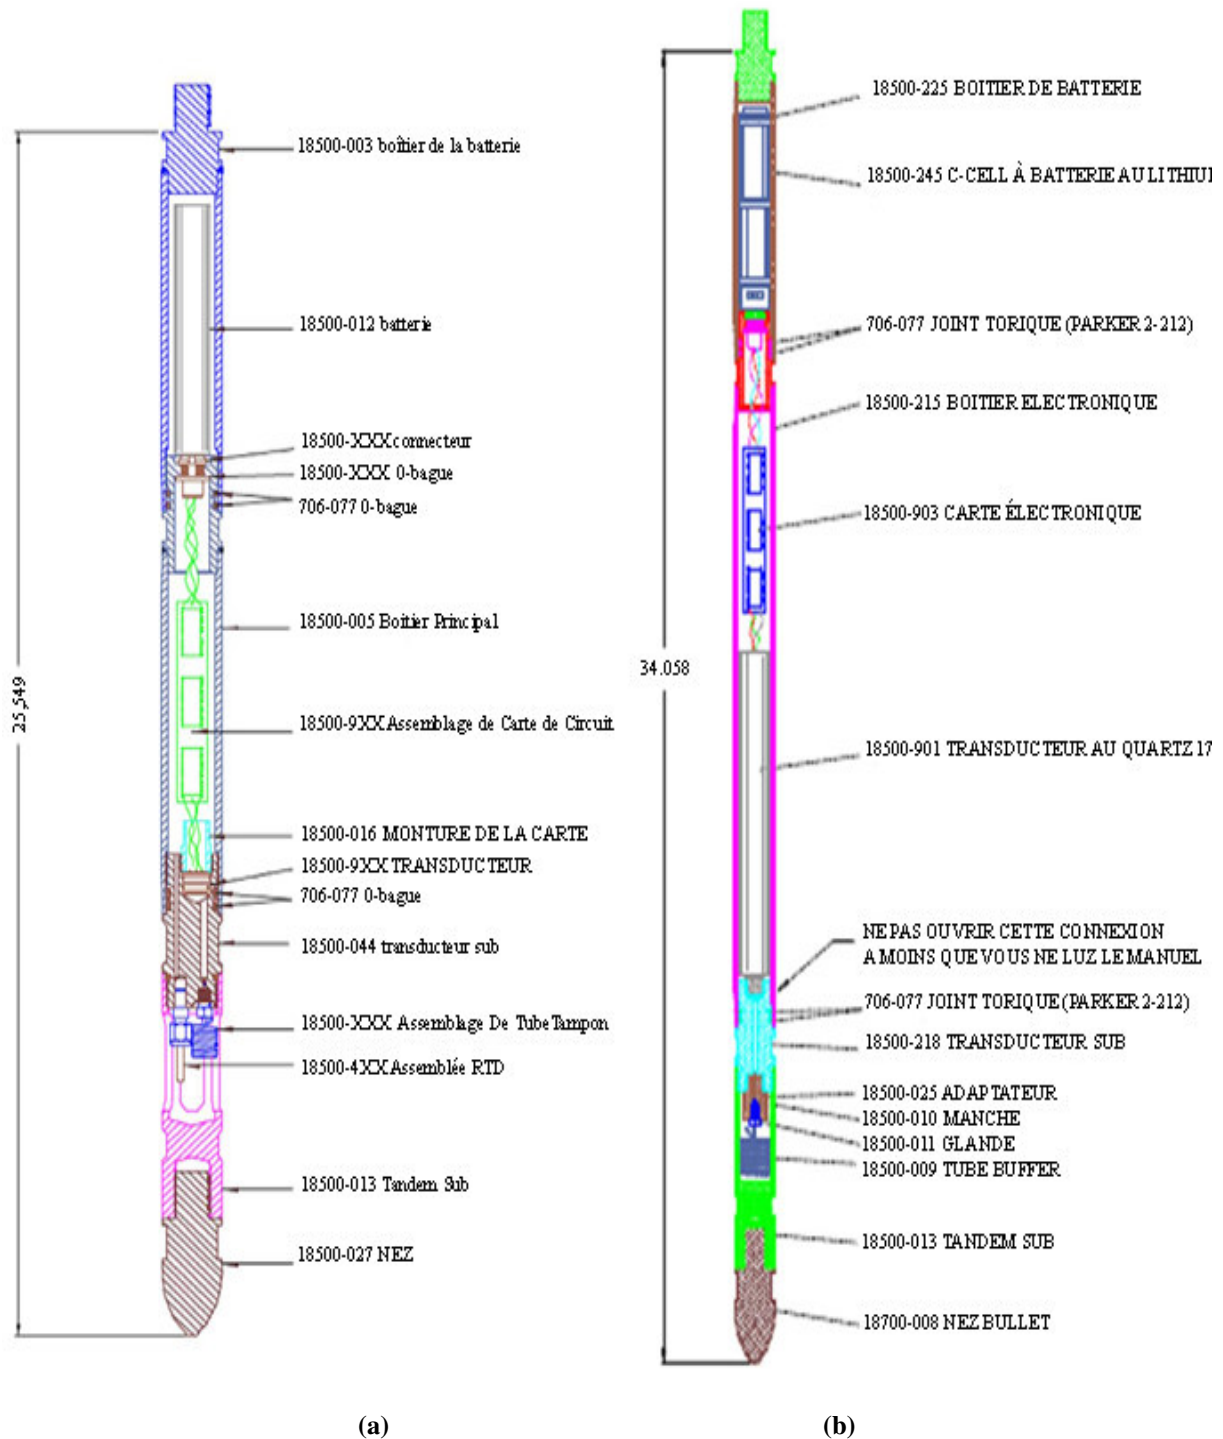 18500-003 boîtier de la batterie
18500-012 batterie
18500-XXX connecteur
18500-XXX 0-bague
706-077 0-bague
18500-005 Boitier Principal
25,549
18500-9XX Assemblage de Carte de Circuit
18500-016 MONTURE DE LA CARTE
18500-9XX TRANSDUCTEUR
706-077 0-bague
18500-044 transducteur sub
18500-XXX Assemblage De Tube Tampon
18500-4XX Assemblée RTD
18500-013 Tandem Sub
18500-027 NEZ
(a)
18500-225 BOITIER DE BATTERIE
18500-245 C-CELL À BATTERIE AU LITHIU
706-077 JOINT TORIQUE (PARKER 2-212)
18500-215 BOITIER ELECTRONIQUE
18500-903 CARTE ÉLECTRONIQUE
34.058
18500-901 TRANSDUCTEUR AU QUARTZ 17
NE PAS OUVRIR CETTE CONNEXION
A MOINS QUE VOUS NE LUZ LE MANUEL
706-077 JOINT TORIQUE (PARKER 2-212)
18500-218 TRANSDUCTEUR SUB
18500-025 ADAPTATEUR
18500-010 MANCHE
18500-011 GLANDE
18500-009 TUBE BUFFER
18500-013 TANDEM SUB
18700-008 NEZ BULLET
(b)